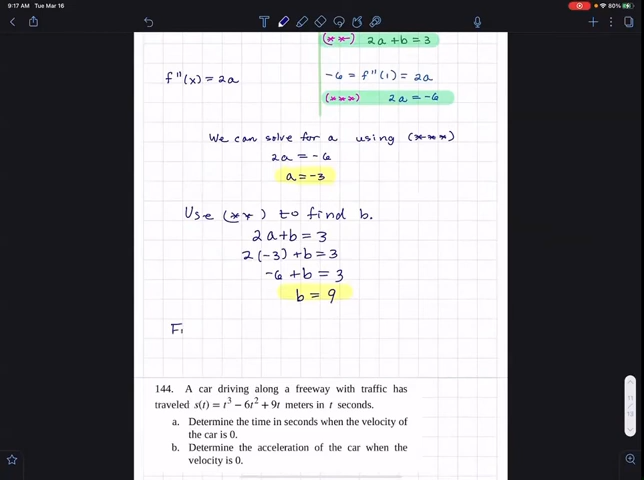 9:17 AM Tue Mar 16
80%
(**) 2a+b=3
f"(x)=2a
-6=f"(1)=2a
(***) 2a=-6
We can solve for a using (***)
2a=-6
a=-3
Use (**) to find b.
2a+b=3
2(-3)+b=3
-6+b=3
b=9
Fi
144. A car driving along a freeway with traffic has
traveled s(t) = t³ − 6t² + 9t meters in t seconds.
a. Determine the time in seconds when the velocity of
the car is 0.
b. Determine the acceleration of the car when the
velocity is 0.